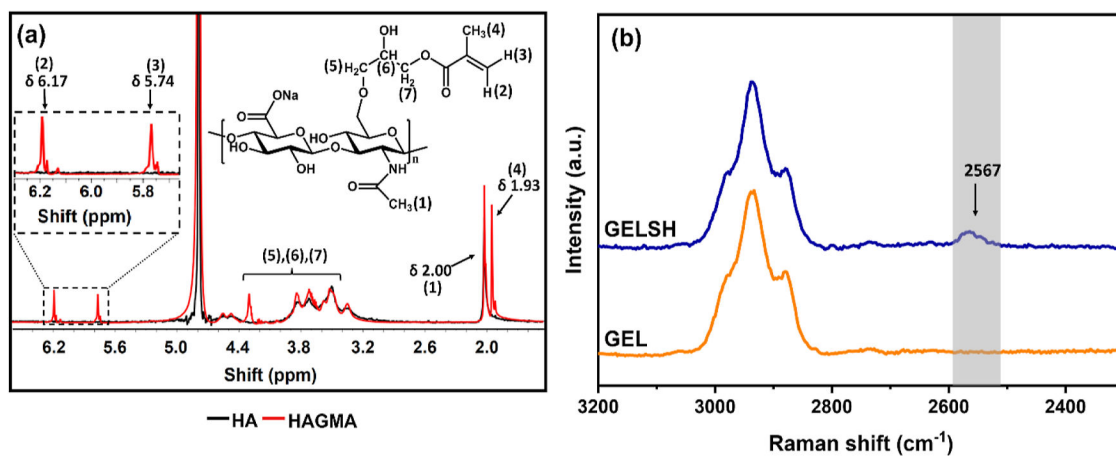 (a)
(2)
δ 6.17
(3)
δ 5.74
6.2 6.0 5.8
Shift (ppm)
OH
CH₃(4)
H(3)
H(2)
(5)H₂C
CH
(6)
C
H₂
(7)
O
O
O
ONa
O
O
HO
O
HO
OH
O
HO
O
n
NH
O
CH₃(1)
(4)
δ 1.93
(5),(6),(7)
δ 2.00
(1)
6.2 5.6 5.0 4.4 3.8 3.2 2.6 2.0
Shift (ppm)
HA HAGMA
(b)
2567
GELSH
GEL
Intensity (a.u.)
3200 3000 2800 2600 2400
Raman shift (cm⁻¹)